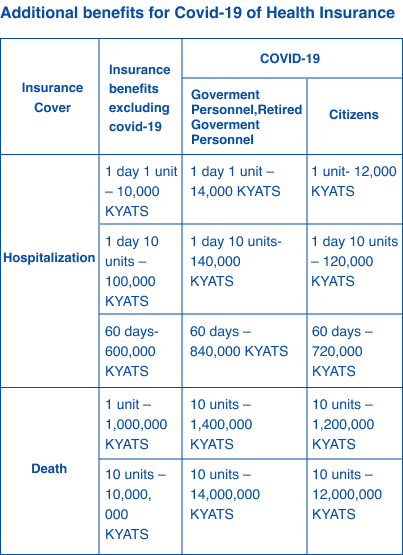 Additional benefits for Covid-19 of Health Insurance
Insurance
Cover
Insurance
benefits
excluding
covid-19
COVID-19
Goverment
Personnel,Retired
Goverment
Personnel
Citizens
Hospitalization
1 day 1 unit
– 10,000
KYATS
1 day 1 unit –
14,000 KYATS
1 unit- 12,000
KYATS
1 day 10
units –
100,000
KYATS
1 day 10 units-
140,000
KYATS
1 day 10 units
– 120,000
KYATS
60 days-
600,000
KYATS
60 days –
840,000 KYATS
60 days –
720,000
KYATS
Death
1 unit –
1,000,000
KYATS
10 units –
1,400,000
KYATS
10 units –
1,200,000
KYATS
10 units –
10,000,
000
KYATS
10 units –
14,000,000
KYATS
10 units –
12,000,000
KYATS